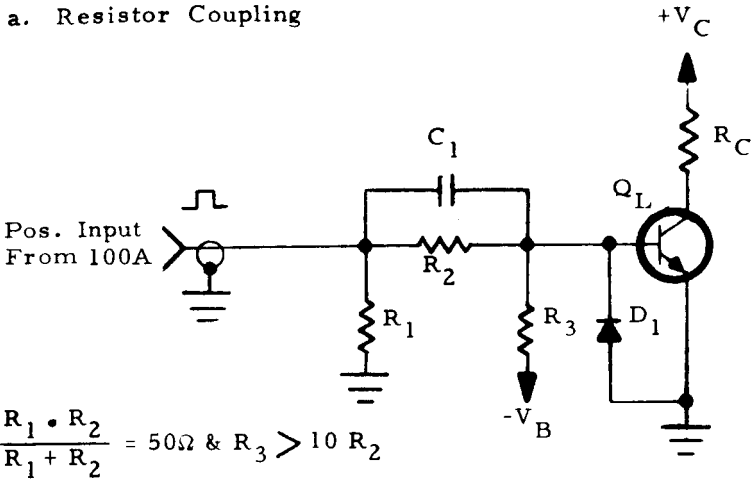 a. Resistor Coupling
+V_C
R_C
C_1
Q_L
Pos. Input
From 100A
R_2
R_1
R_3
D_1
-V_B
R_1 • R_2 / R_1 + R_2 = 50Ω & R_3 > 10 R_2